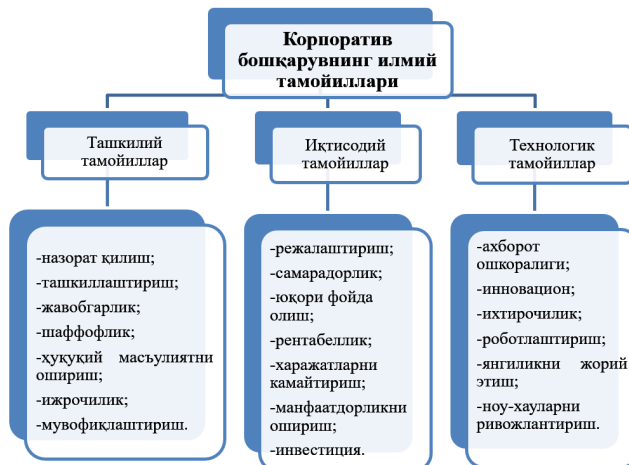 Корпоратив
бошқарувнинг илмий
тамойиллари
Ташкилий
тамойиллар
Иқтисодий
тамойиллар
Технологик
тамойиллар
-назорат қилиш;
-ташкиллаштириш;
-жавобгарлик;
-шаффофлик;
-ҳуқуқий масъулиятни
ошириш;
-ижрочилик;
-мувофиқлаштириш.
-режалаштириш;
-самарадорлик;
-юқори фойда
олиш;
-рентабеллик;
-харажатларни
камайтириш;
-манфаатдорликни
ошириш;
-инвестиция.
-ахборот
ошкоралиги;
-инновацион;
-ихтирочилик;
-роботлаштириш;
-янгиликни жорий
этиш;
-ноу-хауларни
ривожлантириш.